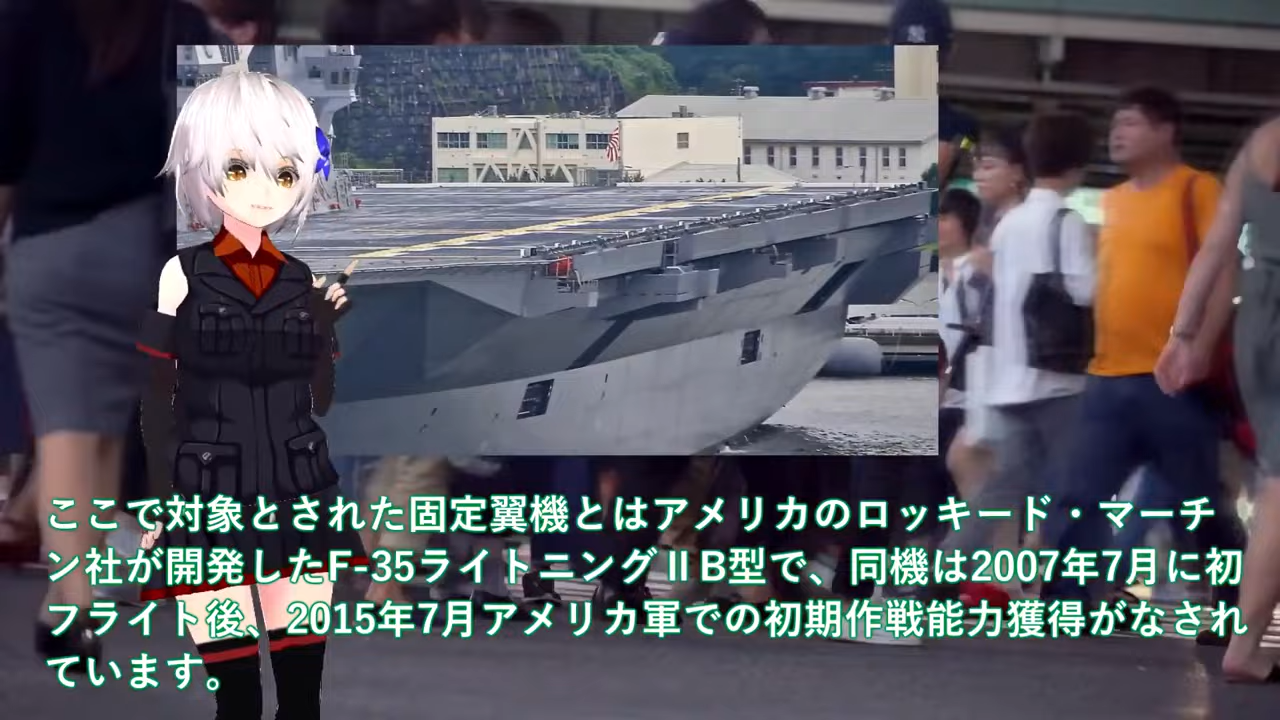 ここで対象とされた固定翼機とはアメリカのロッキード・マーチ
ン社が開発したF-35ライトニングⅡB型で、同機は2007年7月に初
フライト後、2015年7月アメリカ軍での初期作戦能力獲得がなされ
ています。